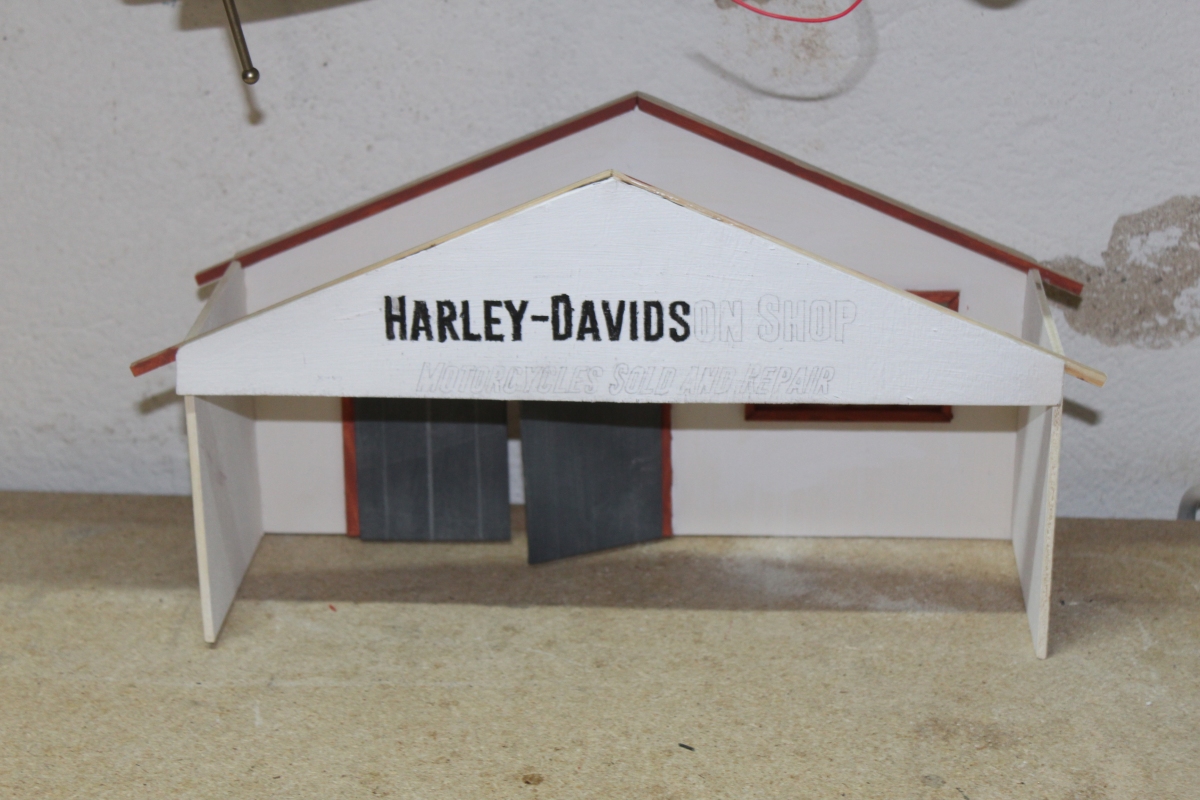 HARLEY-DAVIDSON SHOP
MOTORCYCLES SOLD AND REPAIR